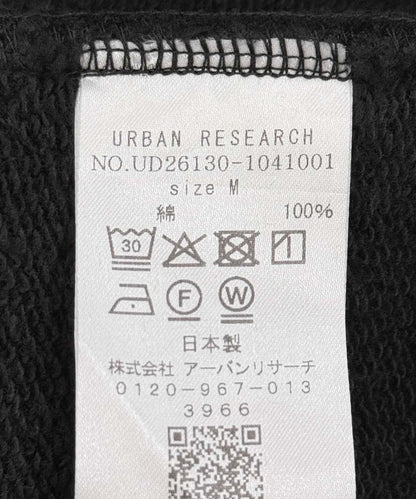 URBAN RESEARCH
NO.UD26130-1041001
size M
綿 100%
30
F W
日本製
株式会社 アーバンリサーチ
0120-967-013
3966